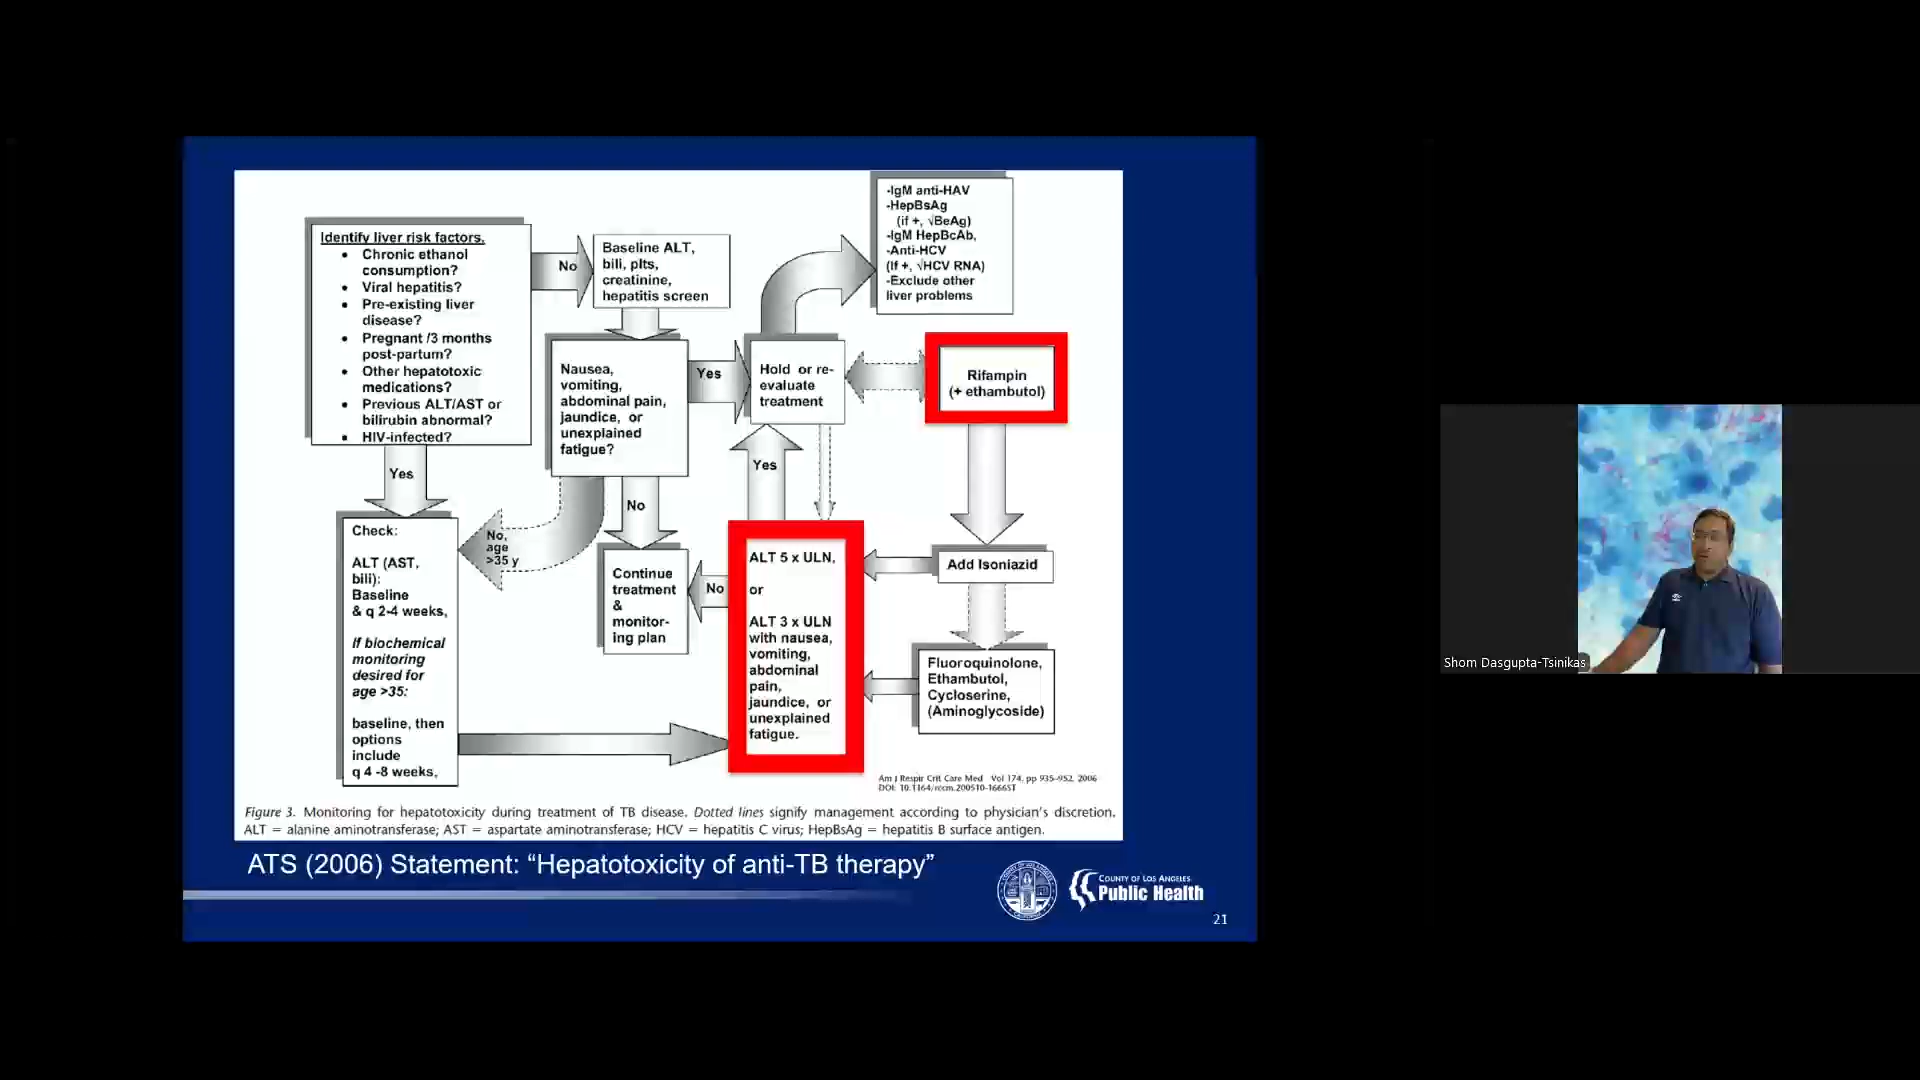 Identify liver risk factors.
• Chronic ethanol
consumption?
• Viral hepatitis?
• Pre-existing liver
disease?
• Pregnant /3 months
post-partum?
• Other hepatotoxic
medications?
• Previous ALT/AST or
bilirubin abnormal?
• HIV-infected?
No
Baseline ALT,
bili, plts,
creatinine,
hepatitis screen
-IgM anti-HAV
-HepBsAg
(if +, √BeAg)
-IgM HepBcAb,
-Anti-HCV
(If +, √HCV RNA)
-Exclude other
liver problems
Nausea,
vomiting,
abdominal pain,
jaundice, or
unexplained
fatigue?
Yes
Hold or re-
evaluate
treatment
Rifampin
(+ ethambutol)
Yes
No,
age
>35 y
No
Yes
Check:
ALT (AST,
bili):
Baseline
& q 2-4 weeks,
If biochemical
monitoring
desired for
age >35:
baseline, then
options
include
q 4 -8 weeks,
Continue
treatment
&
monitor-
ing plan
No
ALT 5 x ULN,
or
ALT 3 x ULN
with nausea,
vomiting,
abdominal
pain,
jaundice, or
unexplained
fatigue.
Add Isoniazid
Fluoroquinolone,
Ethambutol,
Cycloserine,
(Aminoglycoside)
Am J Respir Crit Care Med Vol 174, pp 935–952, 2006
DOI: 10.1164/rccm.200510-1666ST
Figure 3. Monitoring for hepatotoxicity during treatment of TB disease. Dotted lines signify management according to physician's discretion.
ALT = alanine aminotransferase; AST = aspartate aminotransferase; HCV = hepatitis C virus; HepBsAg = hepatitis B surface antigen.
ATS (2006) Statement: “Hepatotoxicity of anti-TB therapy”
COUNTY OF LOS ANGELES
Public Health
21
Shom Dasgupta-Tsinikas